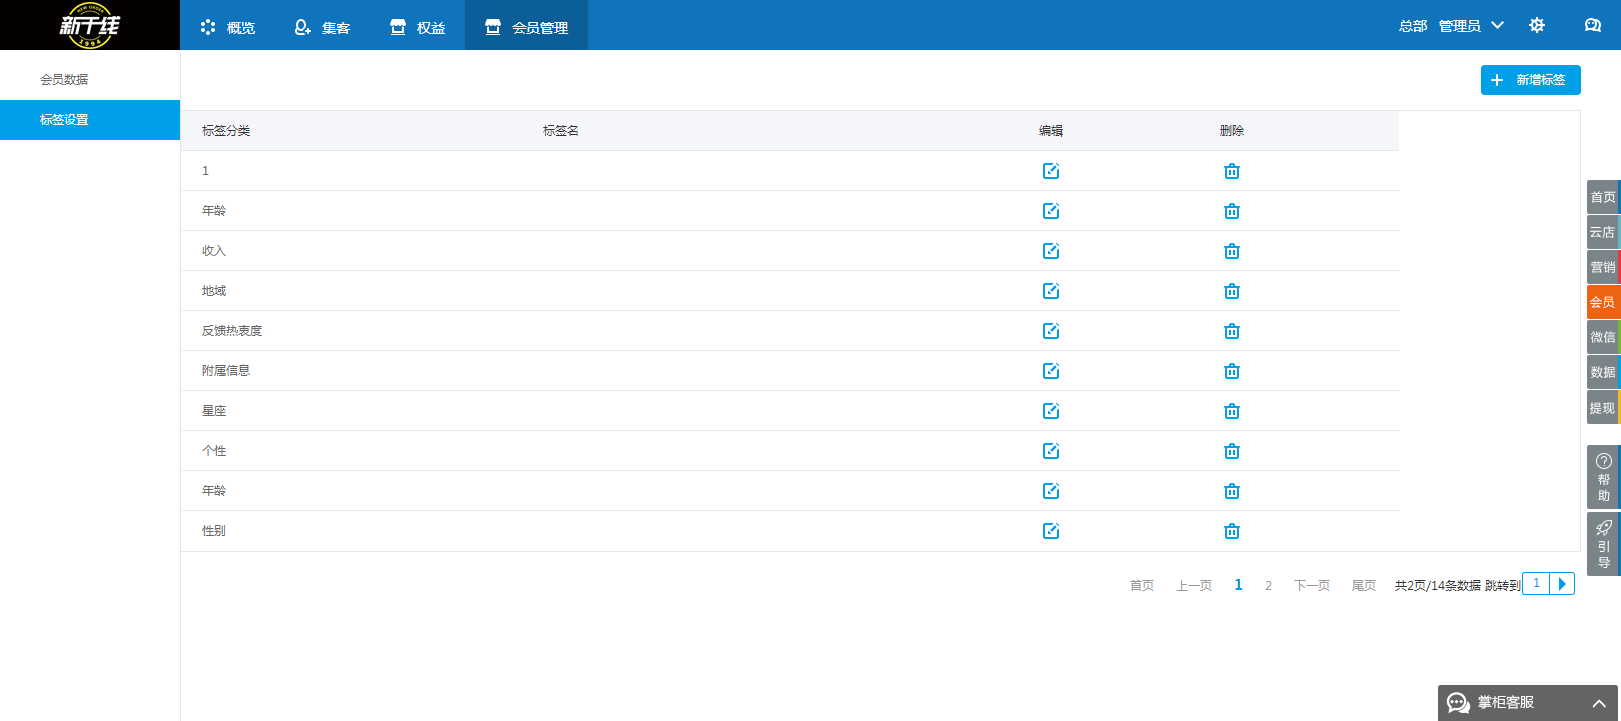 NEW ORDER
新干线
1994
概览
集客
权益
会员管理
总部 管理员
会员数据
标签设置
新增标签
标签分类 标签名 编辑 删除
1
年龄
收入
地域
反馈热衷度
附属信息
星座
个性
年龄
性别
首页 上一页 1 2 下一页 尾页 共2页/14条数据 跳转到 1
首页
云店
营销
会员
微信
数据
提现
帮助
引导
掌柜客服